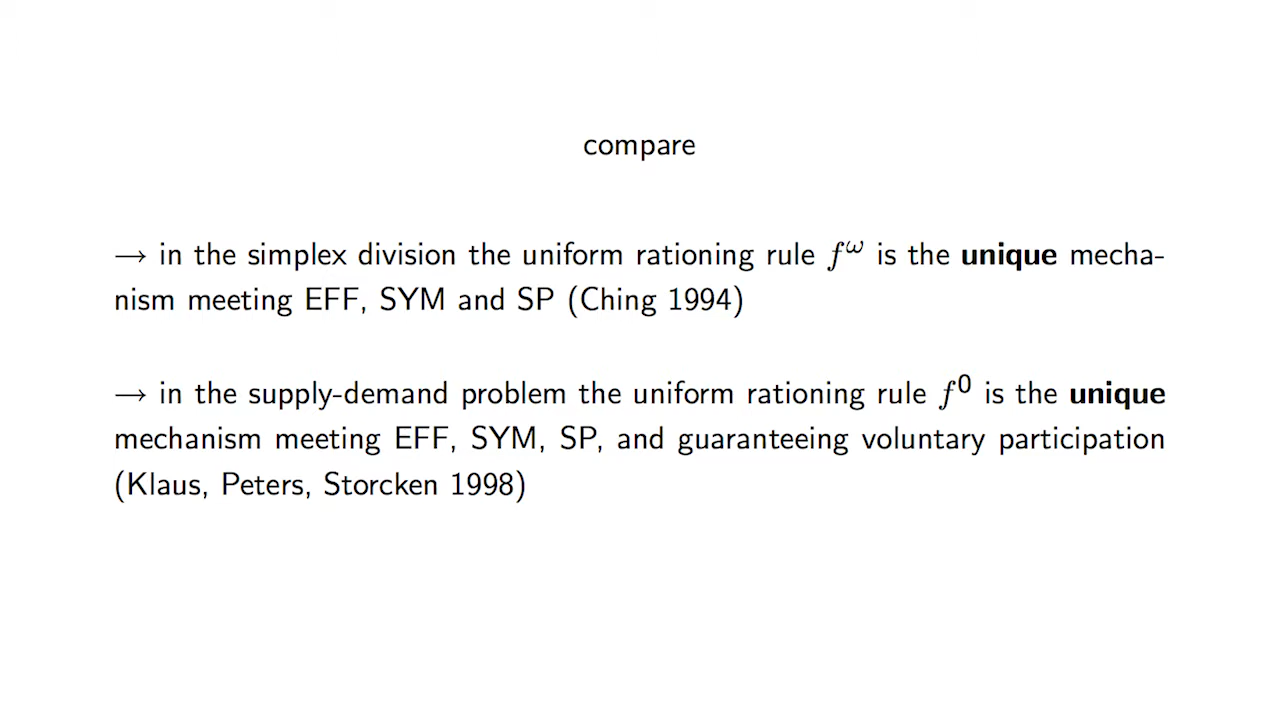 compare
→ in the simplex division the uniform rationing rule f^ω is the unique mecha-
nism meeting EFF, SYM and SP (Ching 1994)
→ in the supply-demand problem the uniform rationing rule f^0 is the unique
mechanism meeting EFF, SYM, SP, and guaranteeing voluntary participation
(Klaus, Peters, Storcken 1998)